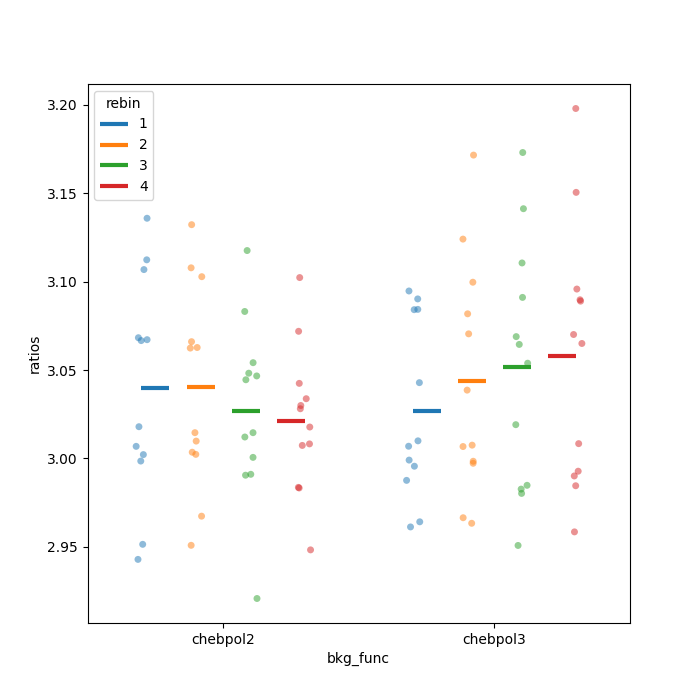 rebin
1
2
3
4
3.20
3.15
3.10
3.05
3.00
2.95
ratios
chebpol2
chebpol3
bkg_func